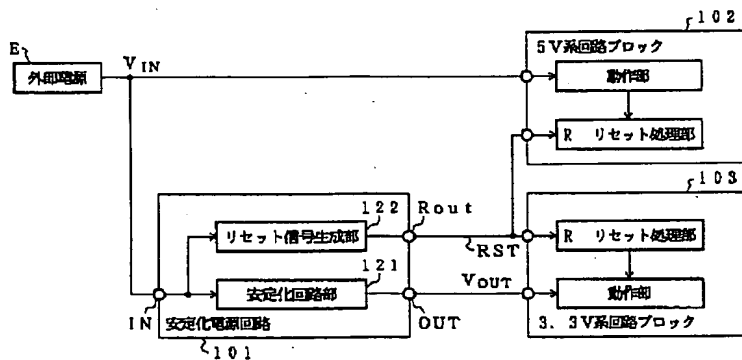 102
E
VIN
5V系回路ブロック
外部電源
動作部
R リセット処理部
103
122
Rout
リセット信号生成部
R リセット処理部
RST
121
VOUT
安定化回路部
動作部
IN
安定化電源回路
OUT
3.3V系回路ブロック
101